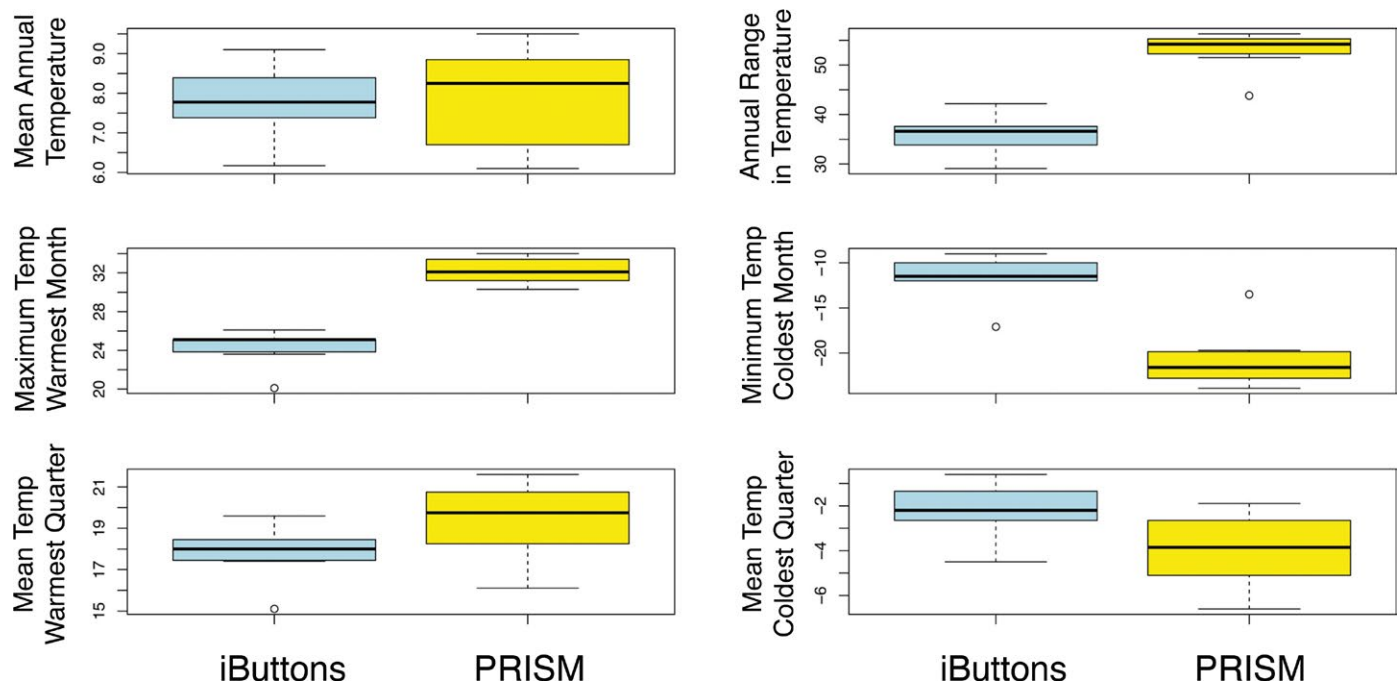 Mean Annual
Temperature
9.0
8.0
7.0
6.0
Annual Range
in Temperature
50
40
30
Maximum Temp
Warmest Month
32
28
24
20
Minimum Temp
Coldest Month
-10
-15
-20
Mean Temp
Warmest Quarter
21
19
17
15
Mean Temp
Coldest Quarter
-2
-4
-6
iButtons
PRISM
iButtons
PRISM